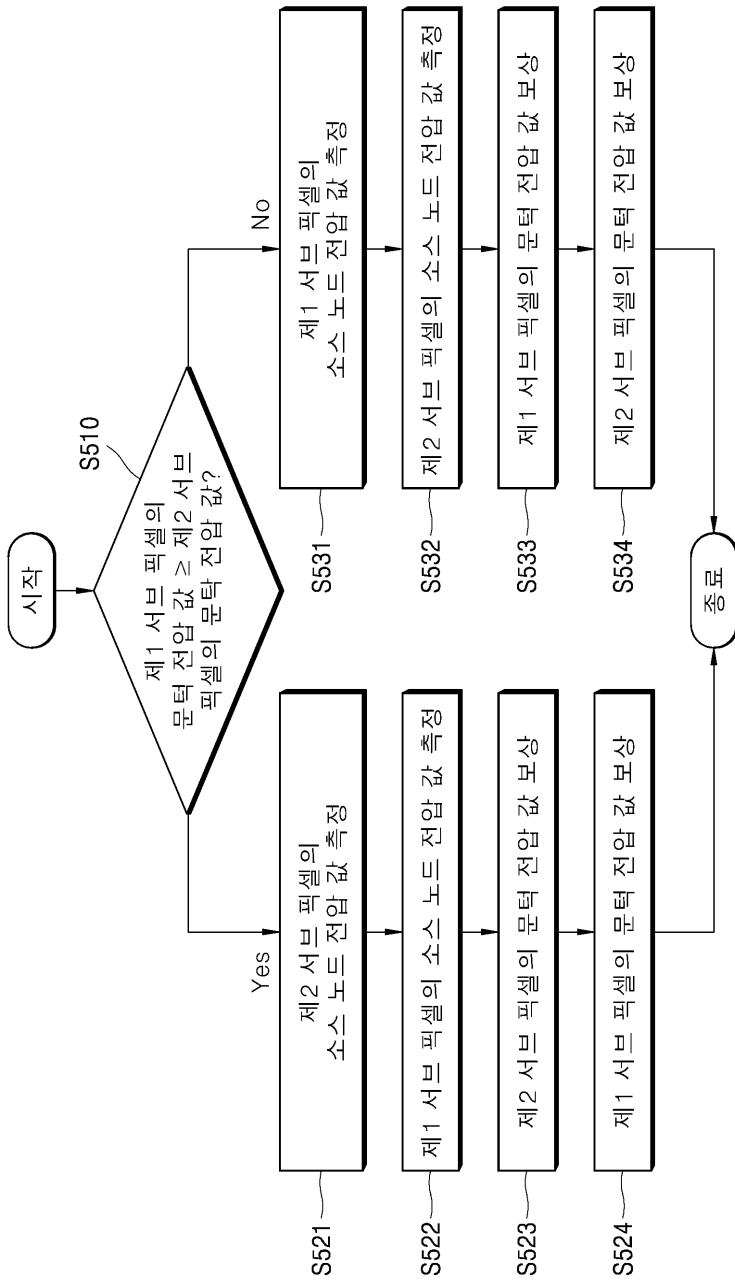 시작
S510
제1 서브 픽셀의
문턱 전압 값 ≥ 제2 서브
픽셀의 문탁 전압 값?
Yes
No
S521
제2 서브 픽셀의
소스 노드 전압 값 측정
S522
제1 서브 픽셀의 소스 노드 전압 값 측정
S523
제2 서브 픽셀의 문턱 전압 값 보상
S524
제1 서브 픽셀의 문턱 전압 값 보상
S531
제1 서브 픽셀의
소스 노드 전압 값 측정
S532
제2 서브 픽셀의 소스 노드 전압 값 측정
S533
제1 서브 픽셀의 문턱 전압 값 보상
S534
제2 서브 픽셀의 문턱 전압 값 보상
종료